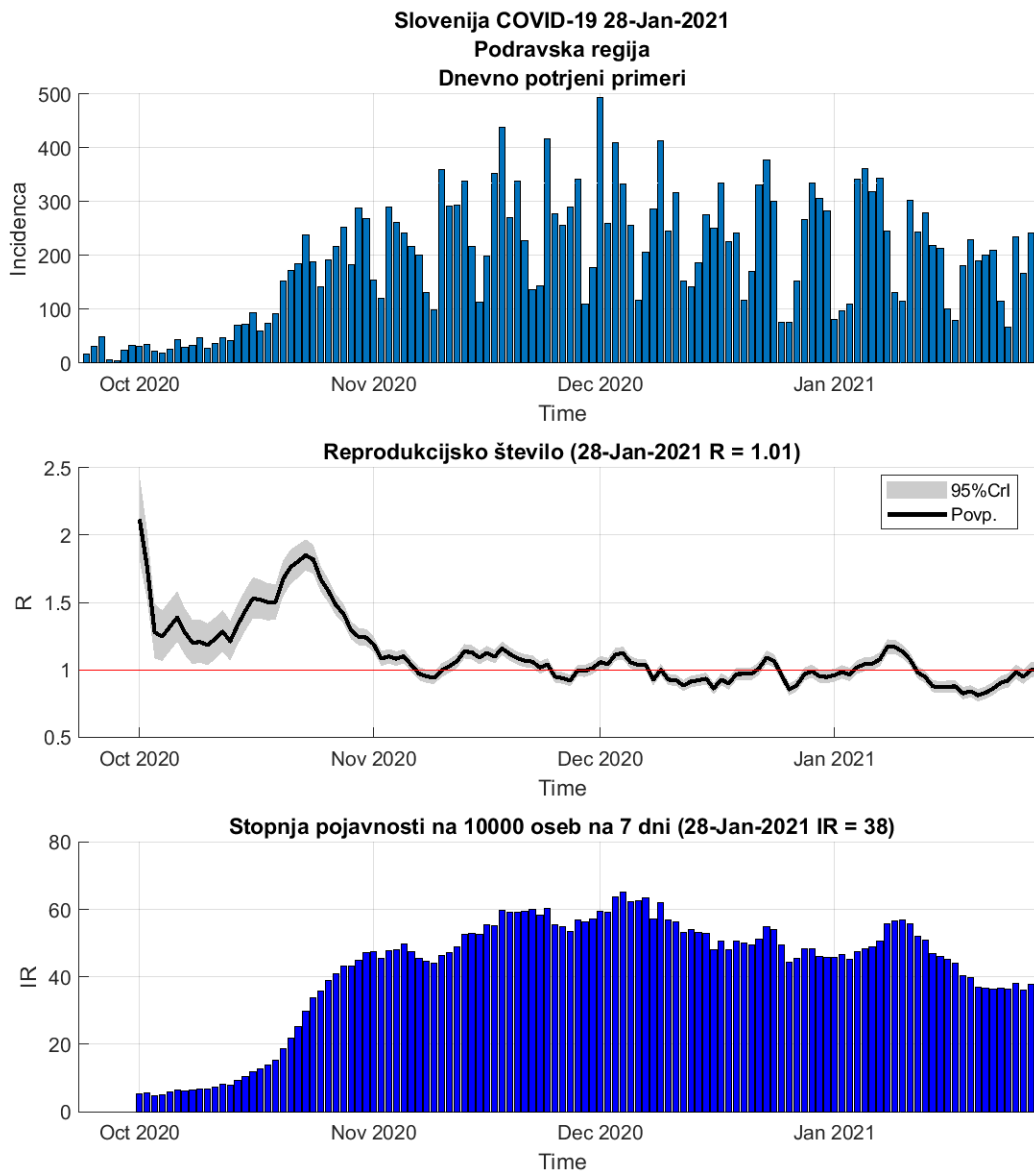 Slovenija COVID-19 28-Jan-2021
Podravska regija
Dnevno potrjeni primeri
500
400
300
200
100
0
Incidenca
Oct 2020 Nov 2020 Dec 2020 Jan 2021
Time
Reprodukcijsko število (28-Jan-2021 R = 1.01)
2.5
2
1.5
1
0.5
R
95%CrI
Povp.
Oct 2020 Nov 2020 Dec 2020 Jan 2021
Time
Stopnja pojavnosti na 10000 oseb na 7 dni (28-Jan-2021 IR = 38)
80
60
40
20
0
IR
Oct 2020 Nov 2020 Dec 2020 Jan 2021
Time